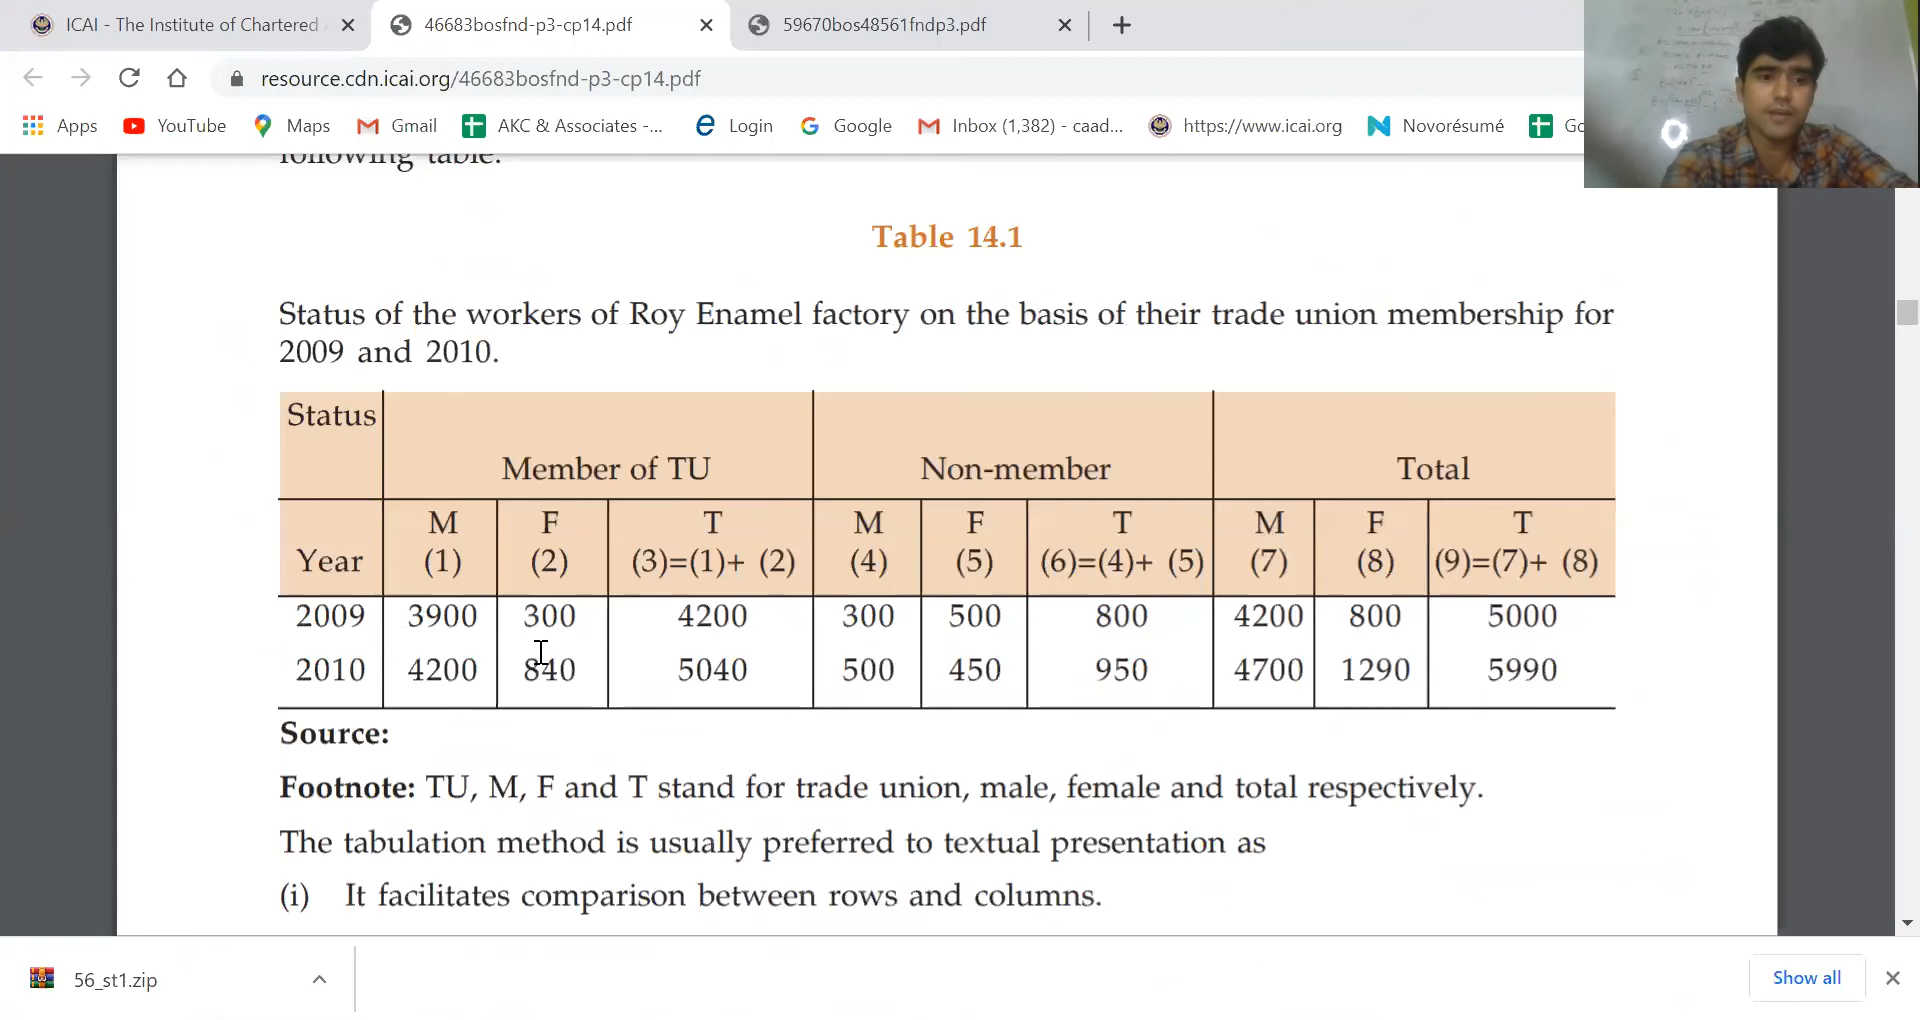 ICAI - The Institute of Chartered
46683bosfnd-p3-cp14.pdf
59670bos48561fndp3.pdf
resource.cdn.icai.org/46683bosfnd-p3-cp14.pdf
Apps YouTube Maps Gmail AKC & Associates -... Login Google Inbox (1,382) - caad... https://www.icai.org Novorésumé
following table.
Table 14.1
Status of the workers of Roy Enamel factory on the basis of their trade union membership for
2009 and 2010.
Status
Member of TU Non-member Total
M F T M F T M F T
Year (1) (2) (3)=(1)+ (2) (4) (5) (6)=(4)+ (5) (7) (8) (9)=(7)+ (8)
2009 3900 300 4200 300 500 800 4200 800 5000
2010 4200 840 5040 500 450 950 4700 1290 5990
Source:
Footnote: TU, M, F and T stand for trade union, male, female and total respectively.
The tabulation method is usually preferred to textual presentation as
(i) It facilitates comparison between rows and columns.
56_st1.zip
Show all